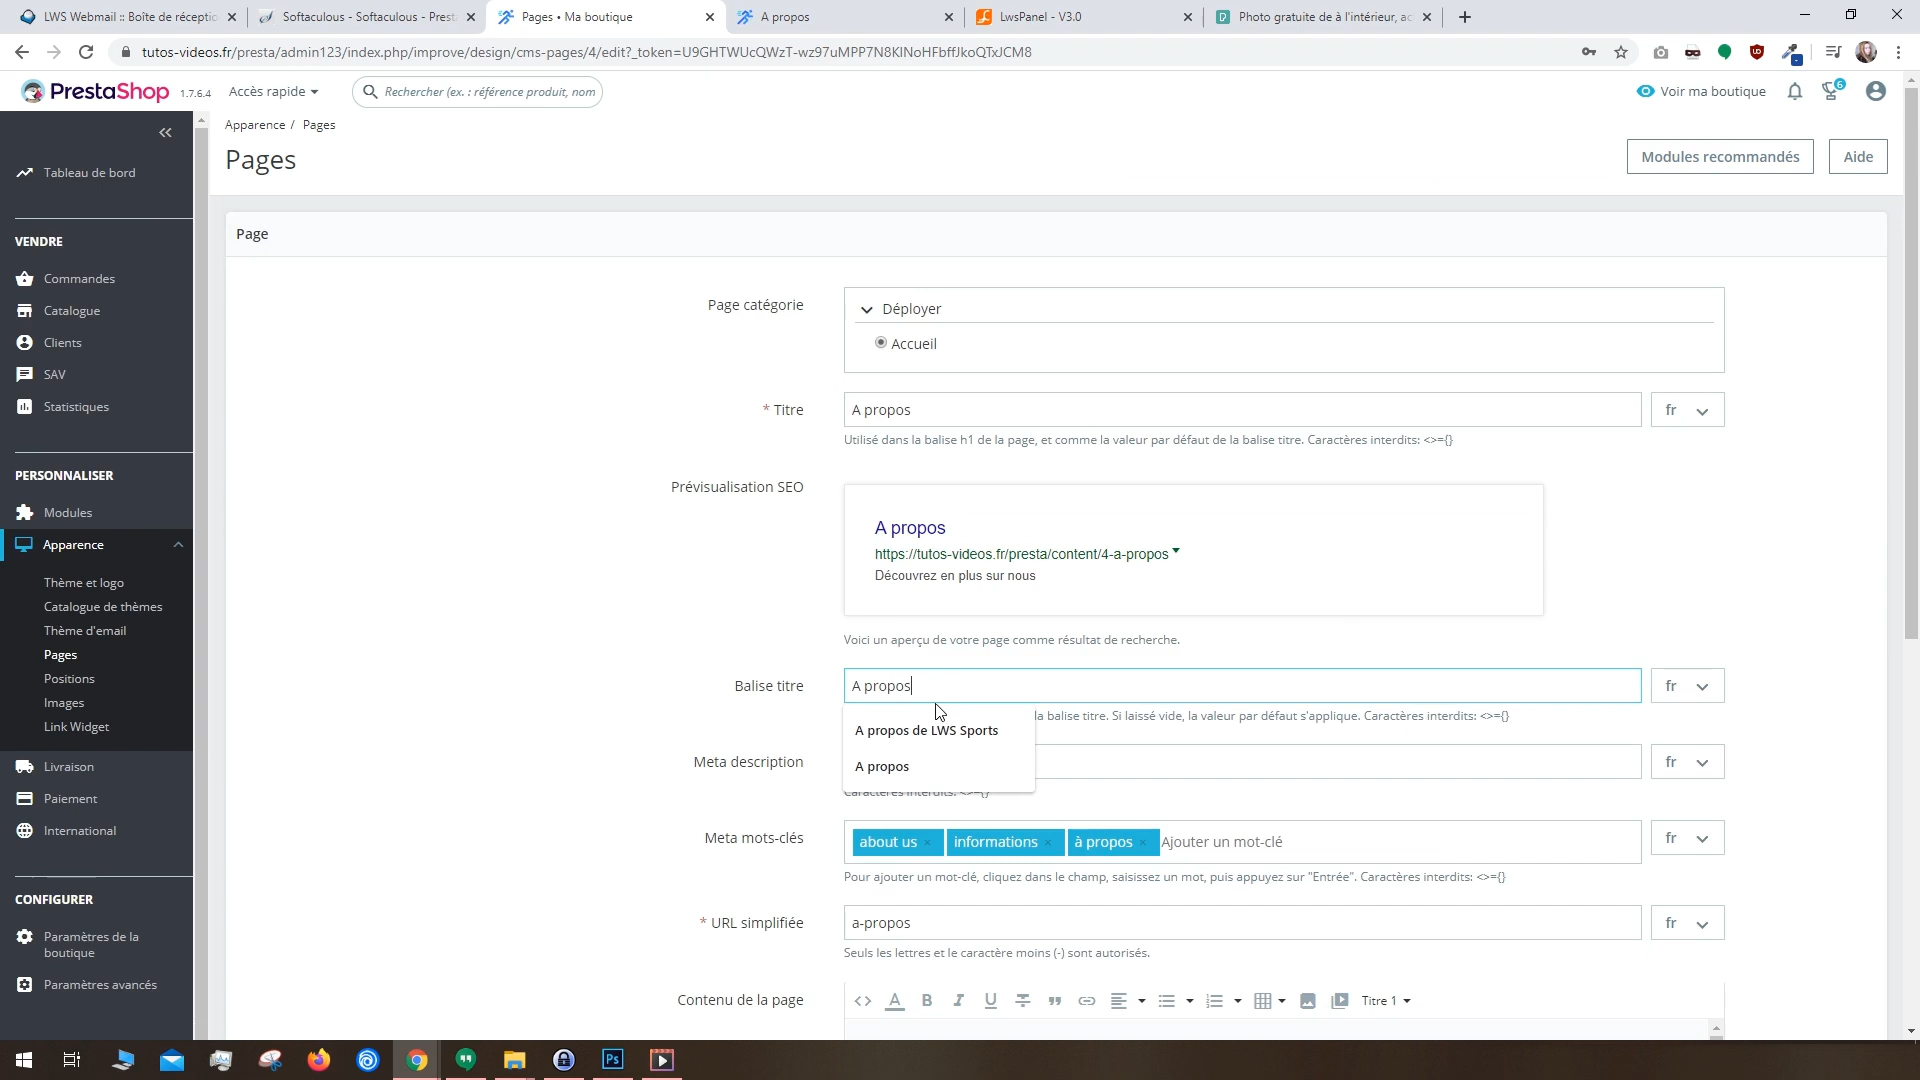 LWS Webmail :: Boîte de réceptio
Softaculous - Softaculous - Presta
Pages • Ma boutique
A propos
LwsPanel - V3.0
Photo gratuite de à l'intérieur, ac
tutos-videos.fr/presta/admin123/index.php/improve/design/cms-pages/4/edit?_token=U9GHTWUcQWzT-wz97uMPP7N8KlNoHFbffJkoQTxJCM8
PrestaShop 1.7.6.4
Accès rapide
Rechercher (ex. : référence produit, nom
Voir ma boutique
6
Apparence / Pages
Pages
Modules recommandés
Aide
Tableau de bord
VENDRE
Commandes
Catalogue
Clients
SAV
Statistiques
PERSONNALISER
Modules
Apparence
Thème et logo
Catalogue de thèmes
Thème d'email
Pages
Positions
Images
Link Widget
Livraison
Paiement
International
CONFIGURER
Paramètres de la
boutique
Paramètres avancés
Page
Page catégorie
Déployer
Accueil
* Titre
A propos
fr
Utilisé dans la balise h1 de la page, et comme la valeur par défaut de la balise titre. Caractères interdits: <>={}
Prévisualisation SEO
A propos
https://tutos-videos.fr/presta/content/4-a-propos
Découvrez en plus sur nous
Voici un aperçu de votre page comme résultat de recherche.
Balise titre
A propos
fr
la balise titre. Si laissé vide, la valeur par défaut s'applique. Caractères interdits: <>={}
A propos de LWS Sports
A propos
Meta description
fr
Caractères interdits: <>={}
Meta mots-clés
about us ×
informations ×
à propos ×
Ajouter un mot-clé
fr
Pour ajouter un mot-clé, cliquez dans le champ, saisissez un mot, puis appuyez sur "Entrée". Caractères interdits: <>={}
* URL simplifiée
a-propos
fr
Seuls les lettres et le caractère moins (-) sont autorisés.
Contenu de la page
Titre 1
Ps